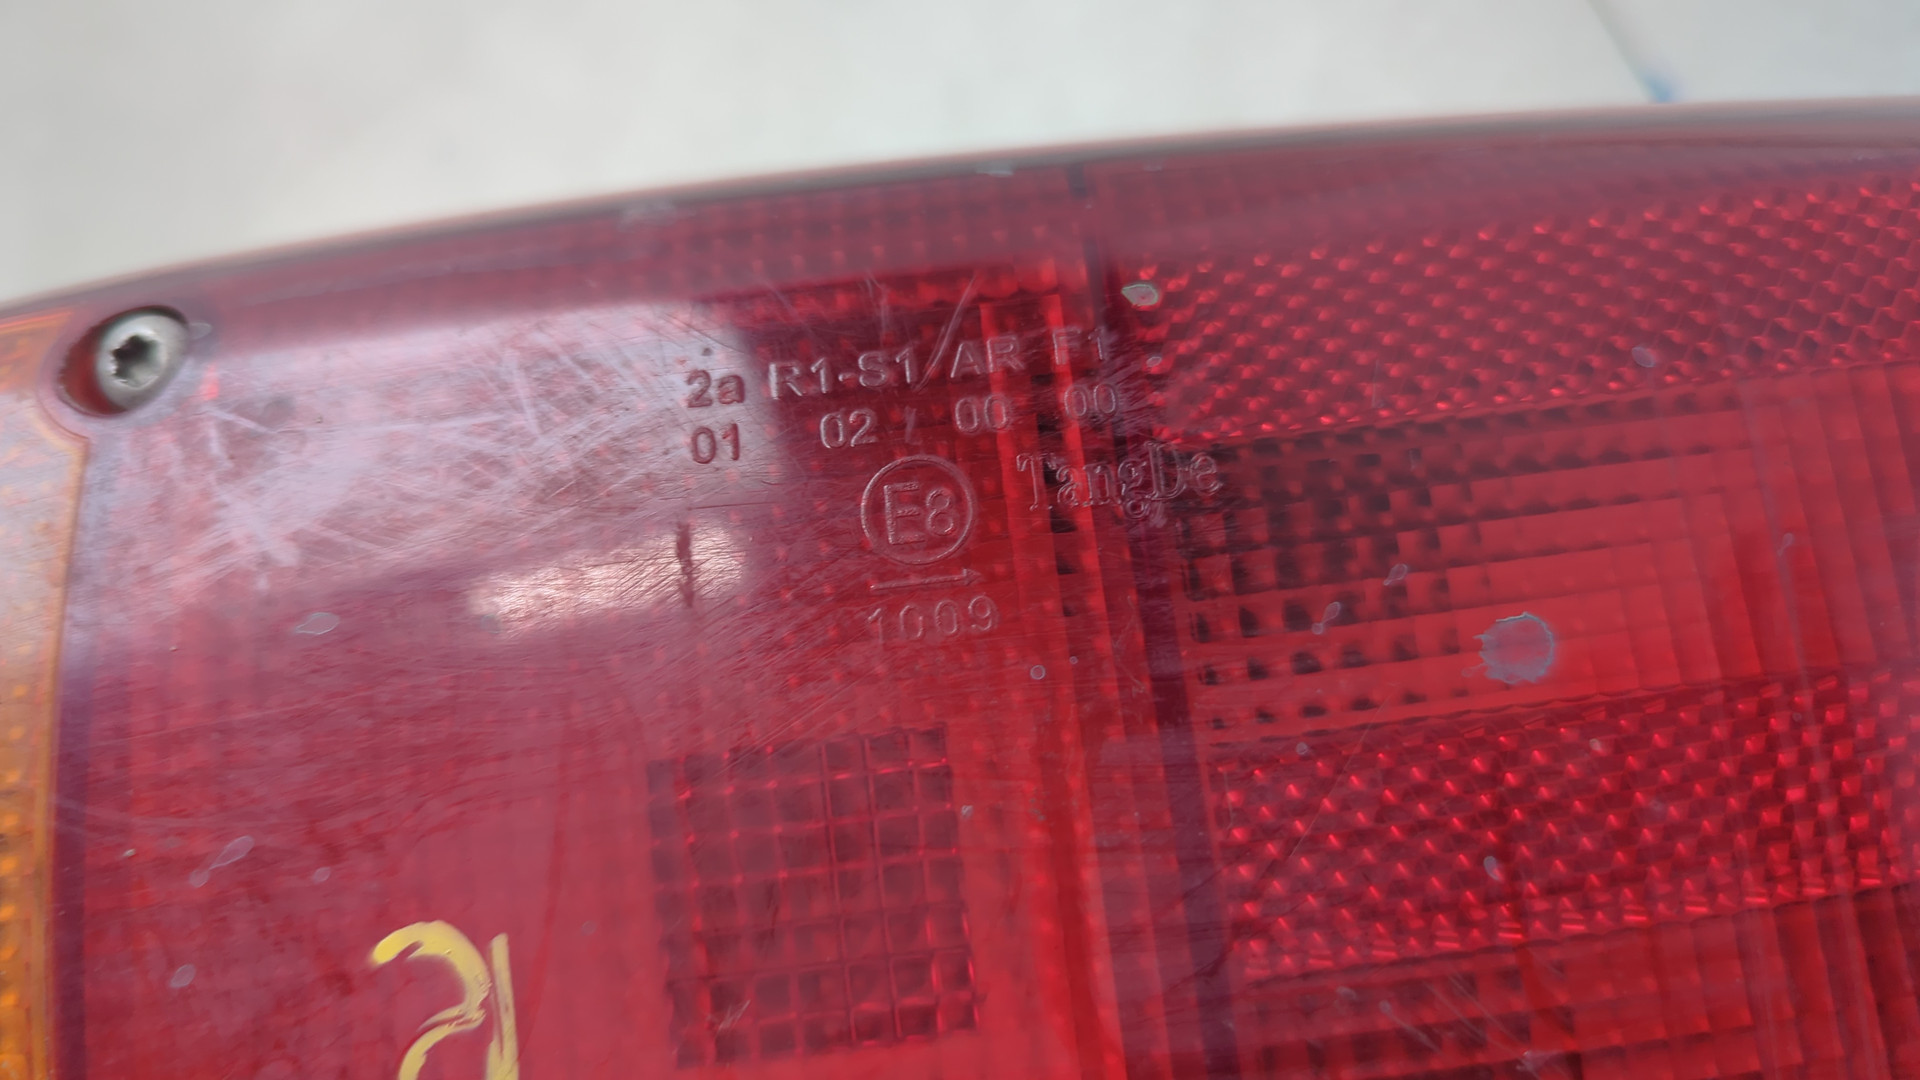 2a R1-S1/AR F1
01 02 / 00 00
E8 TangDe
1009